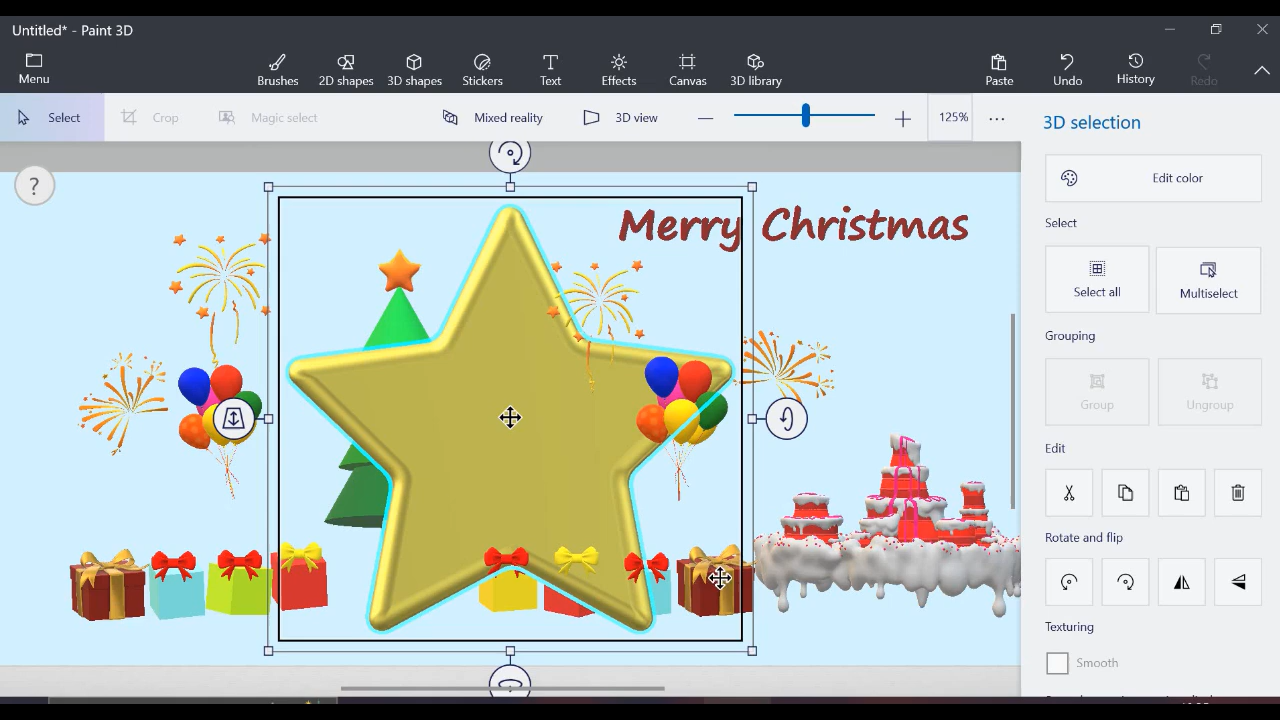 Untitled* - Paint 3D
Menu
Brushes 2D shapes 3D shapes Stickers Text Effects Canvas 3D library Paste Undo History Redo
Select Crop Magic select Mixed reality 3D view 125%
3D selection
?
Edit color
Select
Select all Multiselect
Grouping
Group Ungroup
Edit
Rotate and flip
Texturing
Smooth
Merry Christmas